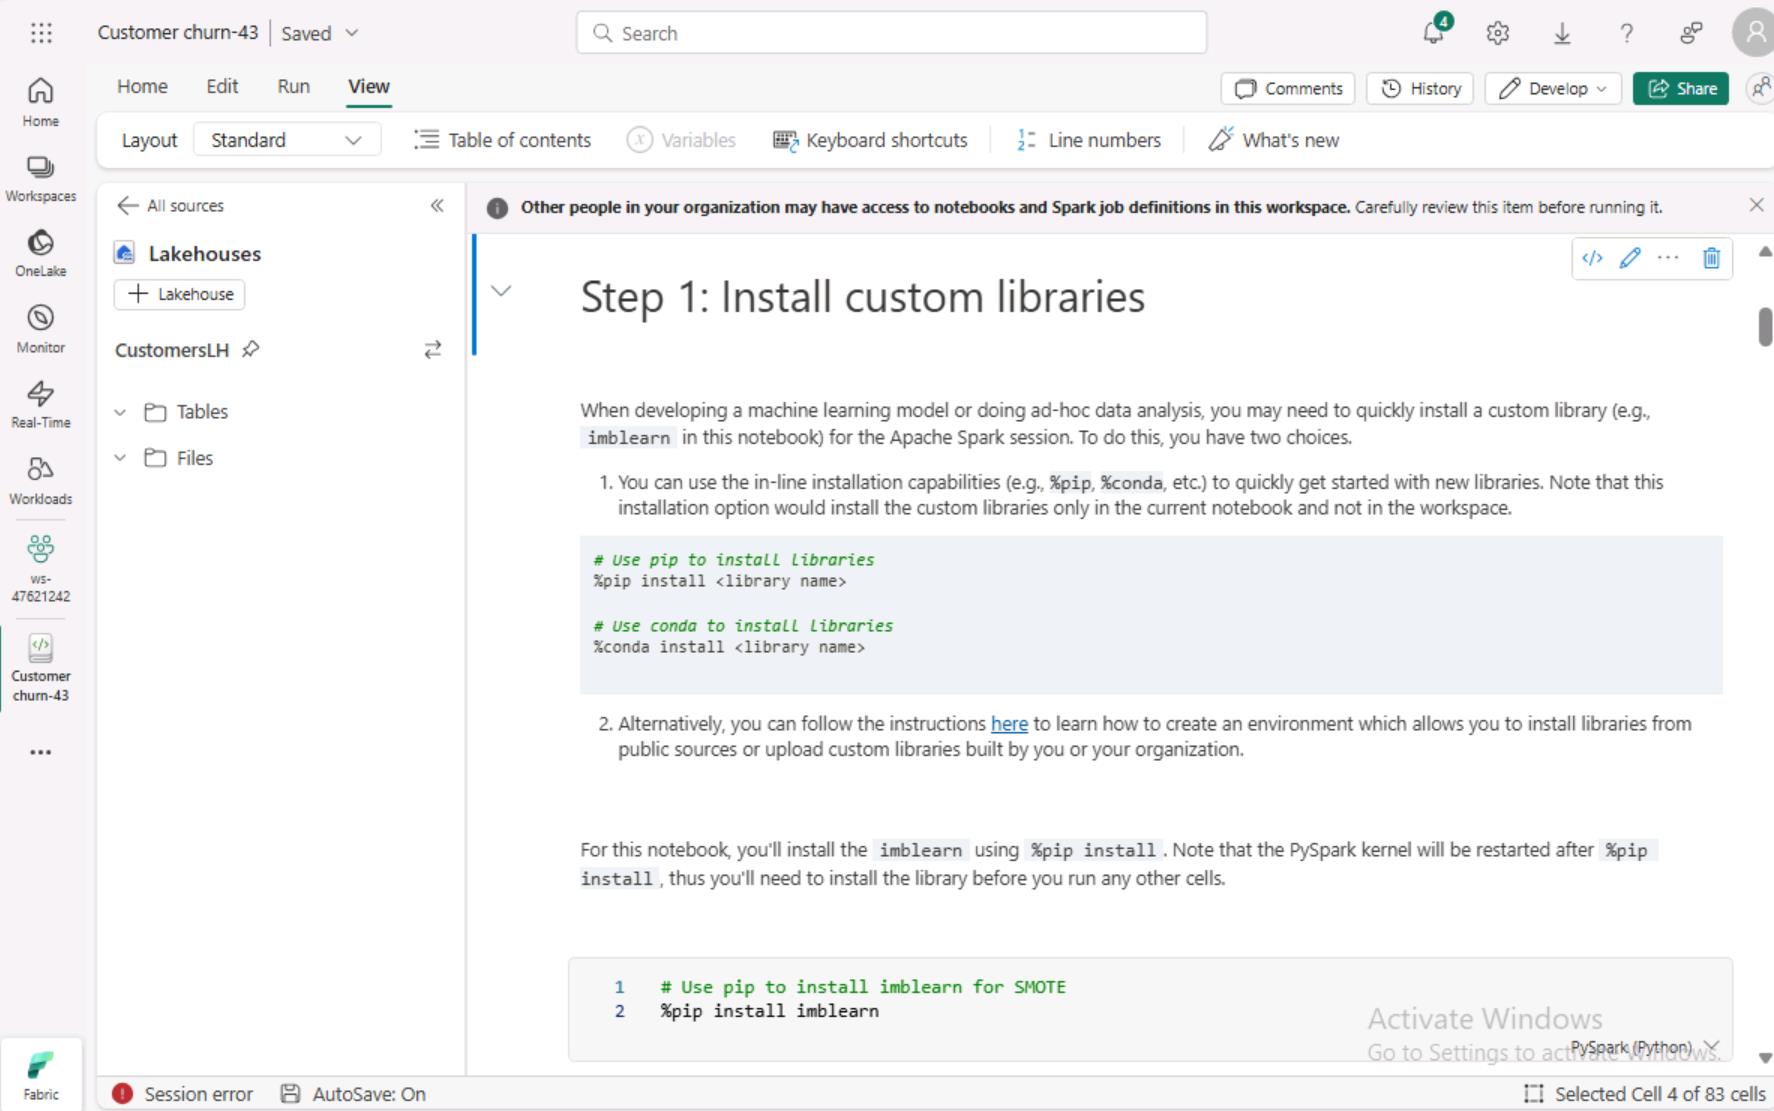 Customer churn-43 | Saved
Search
4
Home
Edit
Run
View
Comments
History
Develop
Share
Layout
Standard
Table of contents
Variables
Keyboard shortcuts
Line numbers
What's new
Home
Workspaces
OneLake
Monitor
Real-Time
Workloads
ws-
47621242
Customer
churn-43
Fabric
All sources
Lakehouses
+ Lakehouse
CustomersLH
Tables
Files
Other people in your organization may have access to notebooks and Spark job definitions in this workspace. Carefully review this item before running it.
Step 1: Install custom libraries
When developing a machine learning model or doing ad-hoc data analysis, you may need to quickly install a custom library (e.g.,
imblearn in this notebook) for the Apache Spark session. To do this, you have two choices.
1. You can use the in-line installation capabilities (e.g., %pip, %conda, etc.) to quickly get started with new libraries. Note that this
installation option would install the custom libraries only in the current notebook and not in the workspace.
# Use pip to install libraries
%pip install <library name>
# Use conda to install libraries
%conda install <library name>
2. Alternatively, you can follow the instructions here to learn how to create an environment which allows you to install libraries from
public sources or upload custom libraries built by you or your organization.
For this notebook, you'll install the imblearn using %pip install. Note that the PySpark kernel will be restarted after %pip
install, thus you'll need to install the library before you run any other cells.
1 # Use pip to install imblearn for SMOTE
2 %pip install imblearn
Activate Windows
Go to Settings to activate Windows.
PySpark (Python)
Session error
AutoSave: On
Selected Cell 4 of 83 cells